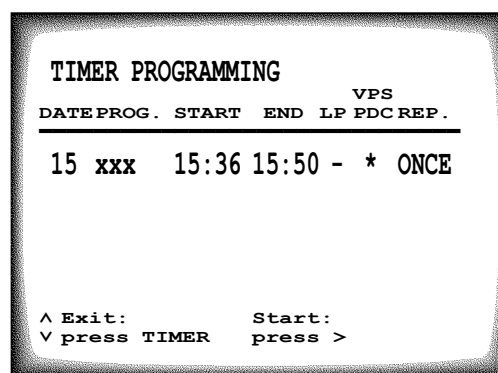 TIMER PROGRAMMING
VPS
DATE PROG. START END LP PDC REP.
15 xxx 15:36 15:50 - * ONCE
^ Exit: Start:
v press TIMER press >